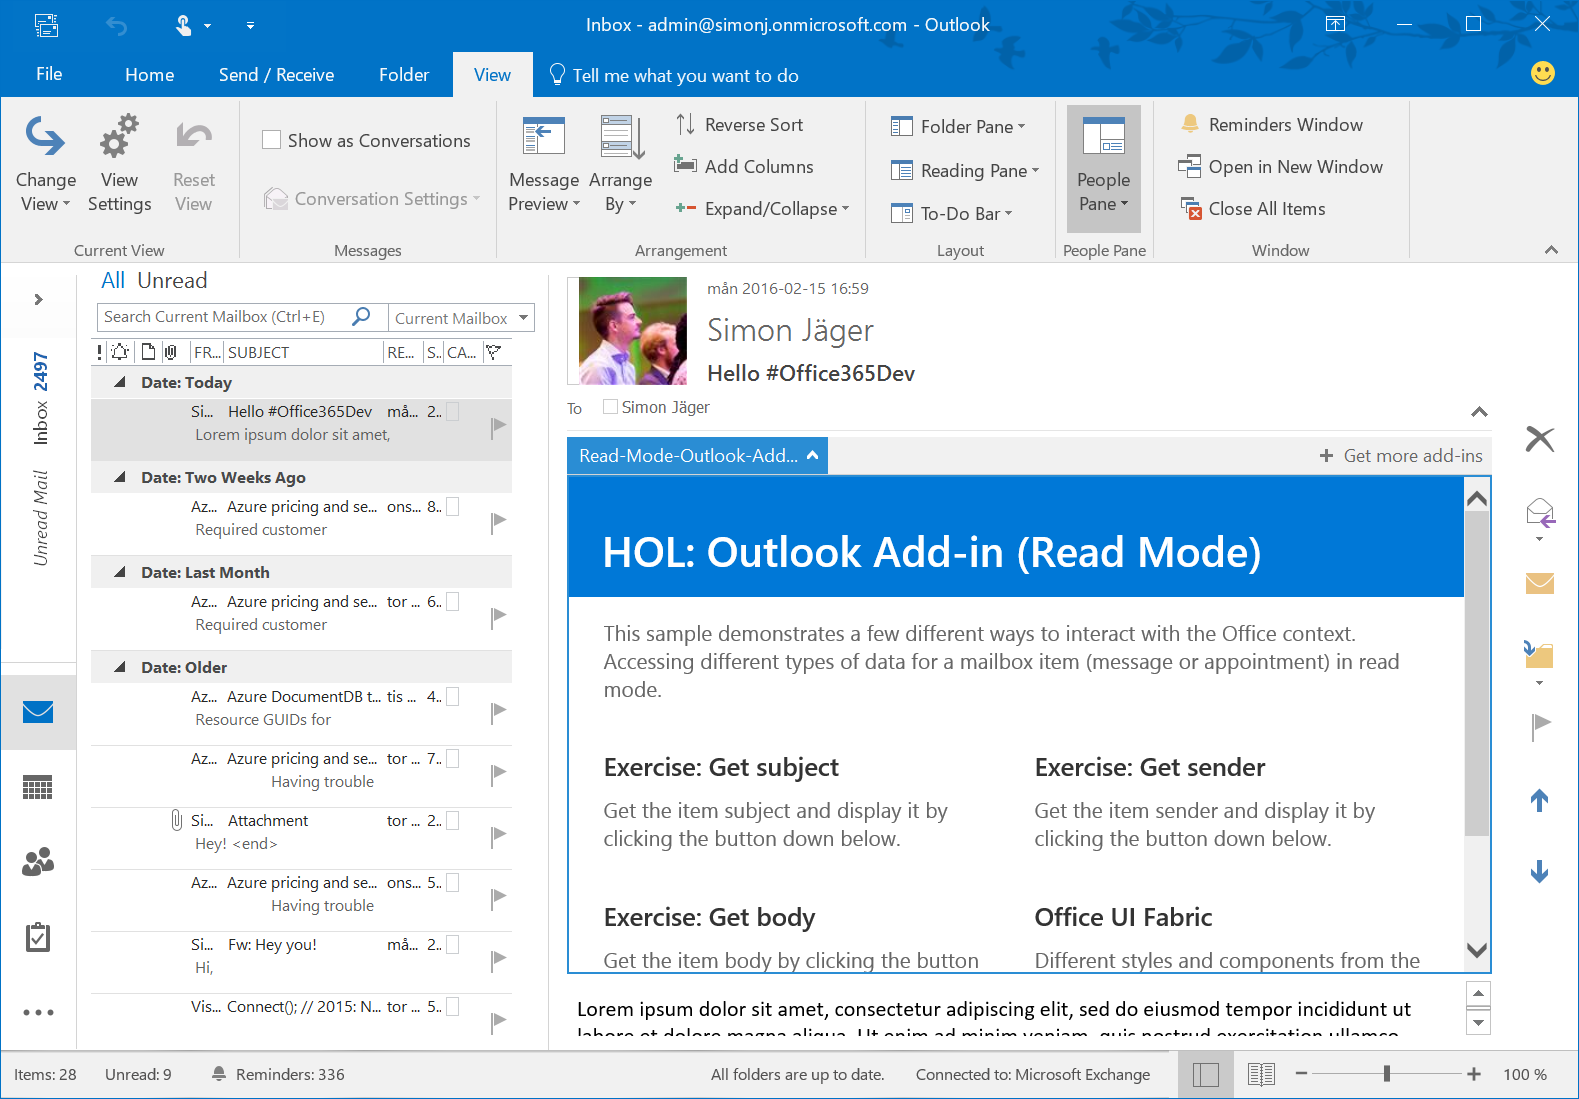 Inbox - admin@simonj.onmicrosoft.com - Outlook
File Home Send / Receive Folder View Tell me what you want to do
Change View
View Settings
Reset View
Current View
Show as Conversations
Conversation Settings
Messages
Message Preview
Arrange By
Reverse Sort
Add Columns
Expand/Collapse
Arrangement
Folder Pane
Reading Pane
To-Do Bar
Layout
People Pane
People Pane
Reminders Window
Open in New Window
Close All Items
Window
Inbox 2497
Unread Mail
All Unread
Search Current Mailbox (Ctrl+E) Current Mailbox
! FR... SUBJECT RE... S.. CA...
Date: Today
Si... Hello #Office365Dev må... 2..
Lorem ipsum dolor sit amet,
Date: Two Weeks Ago
Az... Azure pricing and se... ons... 8..
Required customer
Date: Last Month
Az... Azure pricing and se... tor ... 6..
Required customer
Date: Older
Az... Azure DocumentDB t... tis ... 4..
Resource GUIDs for
Az... Azure pricing and se... tor ... 7..
Having trouble
Si... Attachment tor ... 2..
Hey! <end>
Az... Azure pricing and se... ons... 5..
Having trouble
Si... Fw: Hey you! må... 2..
Hi,
Vis... Connect(); // 2015: N... tor ... 5..
mån 2016-02-15 16:59
Simon Jäger
Hello #Office365Dev
To Simon Jäger
Read-Mode-Outlook-Add... + Get more add-ins
HOL: Outlook Add-in (Read Mode)
This sample demonstrates a few different ways to interact with the Office context.
Accessing different types of data for a mailbox item (message or appointment) in read
mode.
Exercise: Get subject
Get the item subject and display it by
clicking the button down below.
Exercise: Get sender
Get the item sender and display it by
clicking the button down below.
Exercise: Get body
Get the item body by clicking the button
Office UI Fabric
Different styles and components from the
Lorem ipsum dolor sit amet, consectetur adipiscing elit, sed do eiusmod tempor incididunt ut
labore et dolore magna aliqua. Ut enim ad minim veniam, quis nostrud exercitation ullamco
Items: 28 Unread: 9 Reminders: 336 All folders are up to date. Connected to: Microsoft Exchange 100 %